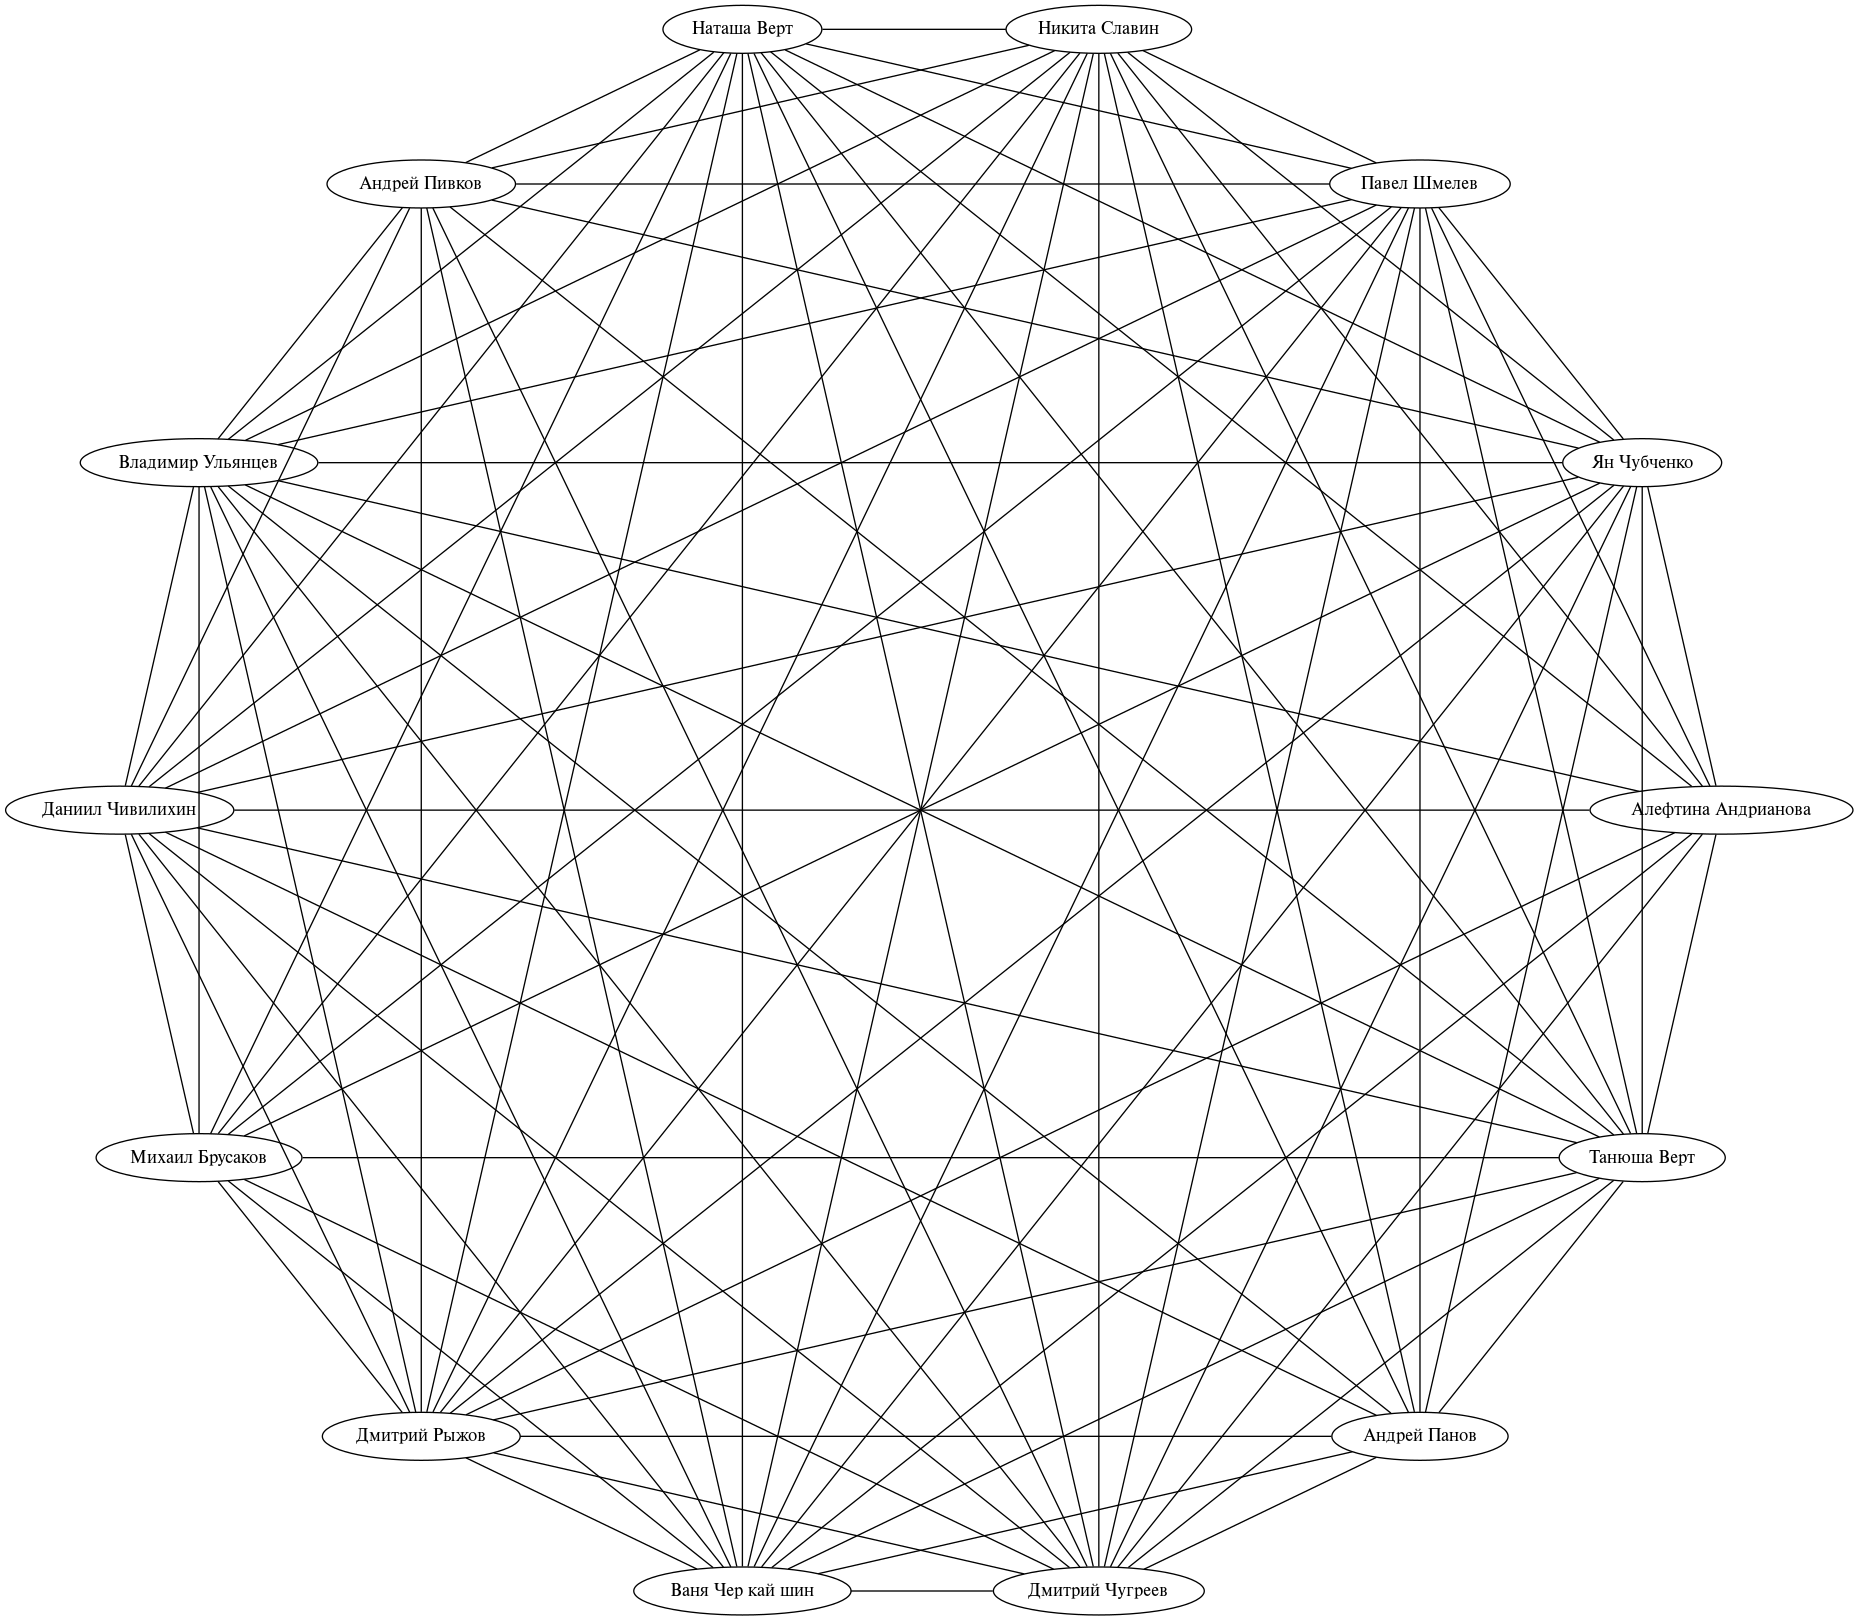 Наташа Верт
Никита Славин
Андрей Пивков
Павел Шмелев
Владимир Ульянцев
Ян Чубченко
Даниил Чивилихин
Алефтина Андрианова
Михаил Брусаков
Танюша Верт
Дмитрий Рыжов
Андрей Панов
Ваня Чер кай шин
Дмитрий Чугреев